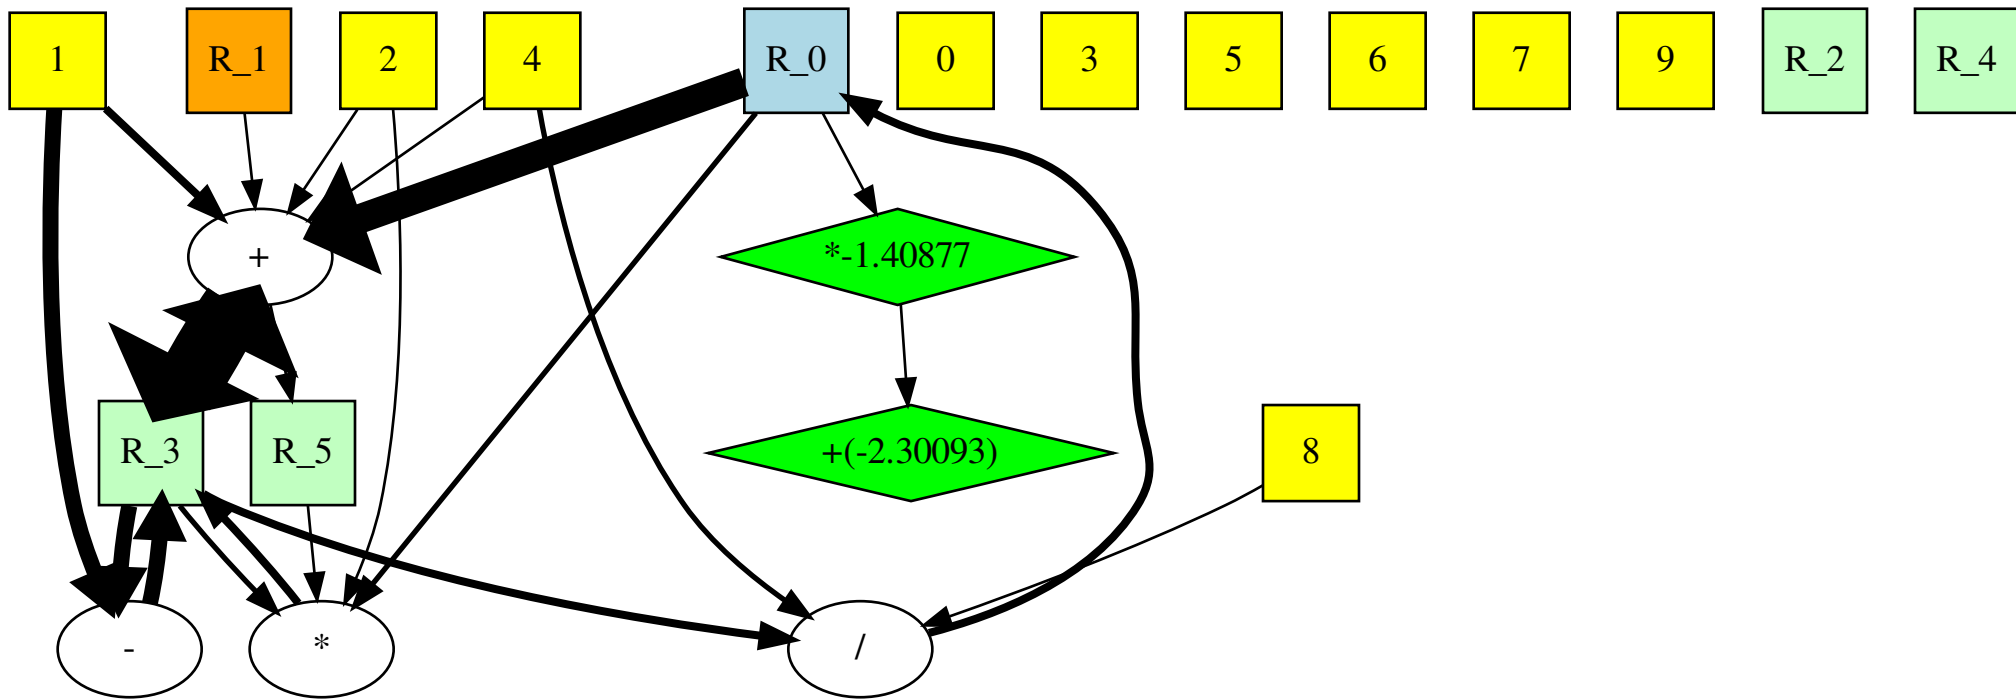 1 R_1 2 4 R_0 0 3 5 6 7 9 R_2 R_4
+ *-1.40877
R_3 R_5 +(-2.30093) 8
- * /